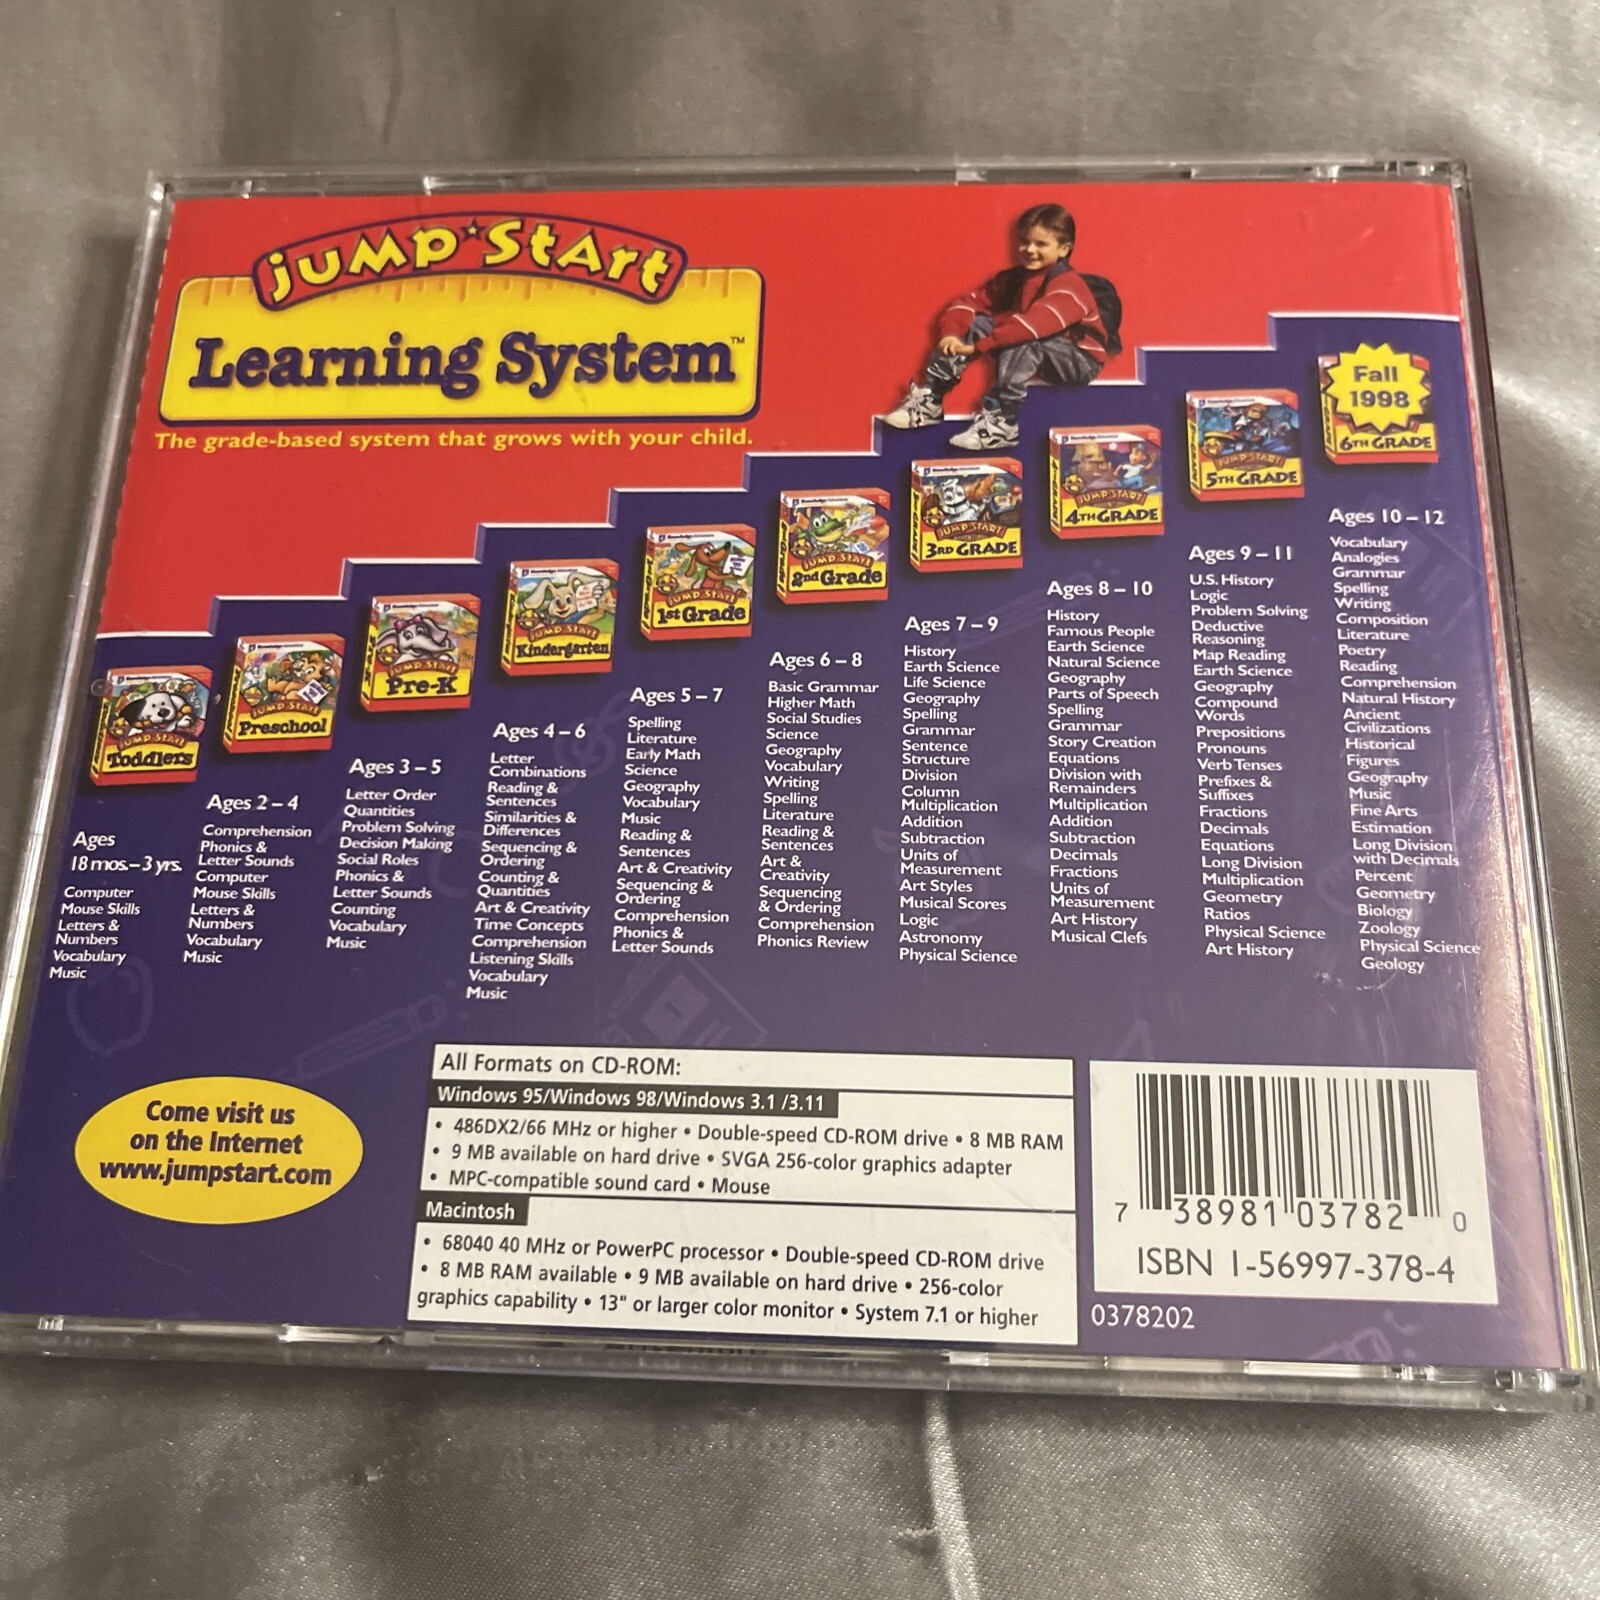 JumpStart
Learning System™
The grade-based system that grows with your child.
JumpStart
Toddlers
Ages
18 mos.–3 yrs.
Computer
Mouse Skills
Letters &
Numbers
Vocabulary
Music
JumpStart
Preschool
Ages 2 – 4
Comprehension
Phonics &
Letter Sounds
Computer
Mouse Skills
Letters &
Numbers
Vocabulary
Music
JumpStart
Pre-K
Ages 3 – 5
Letter Order
Quantities
Problem Solving
Decision Making
Social Roles
Phonics &
Letter Sounds
Counting
Vocabulary
Music
JumpStart
Kindergarten
Ages 4 – 6
Letter
Combinations
Reading &
Sentences
Similarities &
Differences
Sequencing &
Ordering
Counting &
Quantities
Art & Creativity
Time Concepts
Comprehension
Listening Skills
Vocabulary
Music
JumpStart
1st Grade
Ages 5 – 7
Spelling
Literature
Early Math
Science
Geography
Vocabulary
Music
Reading &
Sentences
Art & Creativity
Sequencing &
Ordering
Comprehension
Phonics &
Letter Sounds
JumpStart
2nd Grade
Ages 6 – 8
Basic Grammar
Higher Math
Social Studies
Science
Geography
Vocabulary
Writing
Spelling
Literature
Reading &
Sentences
Art &
Creativity
Sequencing
& Ordering
Comprehension
Phonics Review
JumpStart
3RD GRADE
Ages 7 – 9
History
Earth Science
Life Science
Geography
Spelling
Grammar
Sentence
Structure
Division
Column
Multiplication
Addition
Subtraction
Units of
Measurement
Art Styles
Musical Scores
Logic
Astronomy
Physical Science
JumpStart
4TH GRADE
Ages 8 – 10
History
Famous People
Earth Science
Natural Science
Geography
Parts of Speech
Spelling
Grammar
Story Creation
Equations
Division with
Remainders
Multiplication
Addition
Subtraction
Decimals
Fractions
Units of
Measurement
Art History
Musical Clefs
JumpStart
5TH GRADE
Ages 9 – 11
U.S. History
Logic
Problem Solving
Deductive
Reasoning
Map Reading
Earth Science
Geography
Compound
Words
Prepositions
Pronouns
Verb Tenses
Prefixes &
Suffixes
Fractions
Decimals
Equations
Long Division
Multiplication
Geometry
Ratios
Physical Science
Art History
Fall
1998
6TH GRADE
Ages 10 – 12
Vocabulary
Analogies
Grammar
Spelling
Writing
Composition
Literature
Poetry
Reading
Comprehension
Natural History
Ancient
Civilizations
Historical
Figures
Geography
Music
Fine Arts
Estimation
Long Division
with Decimals
Percent
Geometry
Biology
Zoology
Physical Science
Geology
Come visit us
on the Internet
www.jumpstart.com
All Formats on CD-ROM:
Windows 95/Windows 98/Windows 3.1 /3.11
• 486DX2/66 MHz or higher • Double-speed CD-ROM drive • 8 MB RAM
• 9 MB available on hard drive • SVGA 256-color graphics adapter
• MPC-compatible sound card • Mouse
Macintosh
• 68040 40 MHz or PowerPC processor • Double-speed CD-ROM drive
• 8 MB RAM available • 9 MB available on hard drive • 256-color
graphics capability • 13" or larger color monitor • System 7.1 or higher
7 38981 03782 0
ISBN 1-56997-378-4
0378202